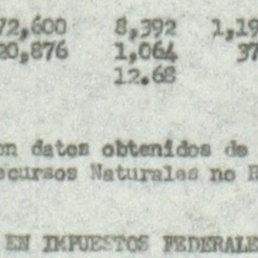 72,600 8,392 1,19
20,876 1,064 37
12.68
on datos obtenidos de
ecursos Naturales no R
EN IMPUESTOS FEDERALE